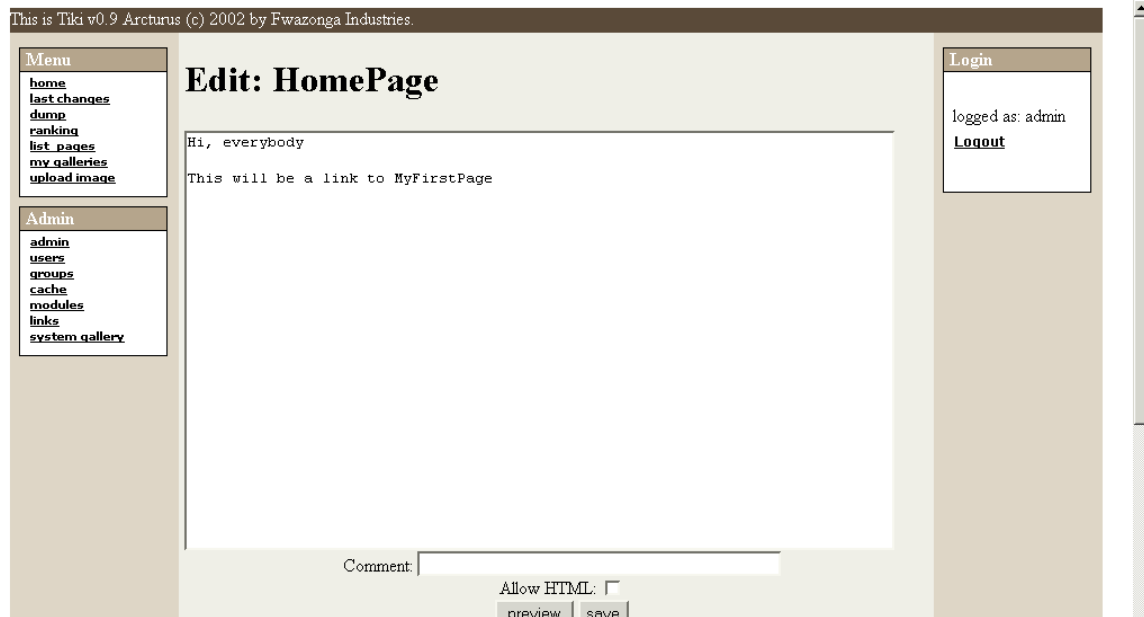 This is Tiki v0.9 Arcturus (c) 2002 by Fwazonga Industries.
Menu
home
last changes
dump
ranking
list pages
my galleries
upload image
Admin
admin
users
groups
cache
modules
links
system gallery
Edit: HomePage
Hi, everybody
This will be a link to MyFirstPage
Comment:
Allow HTML:
preview save
Login
logged as: admin
Logout